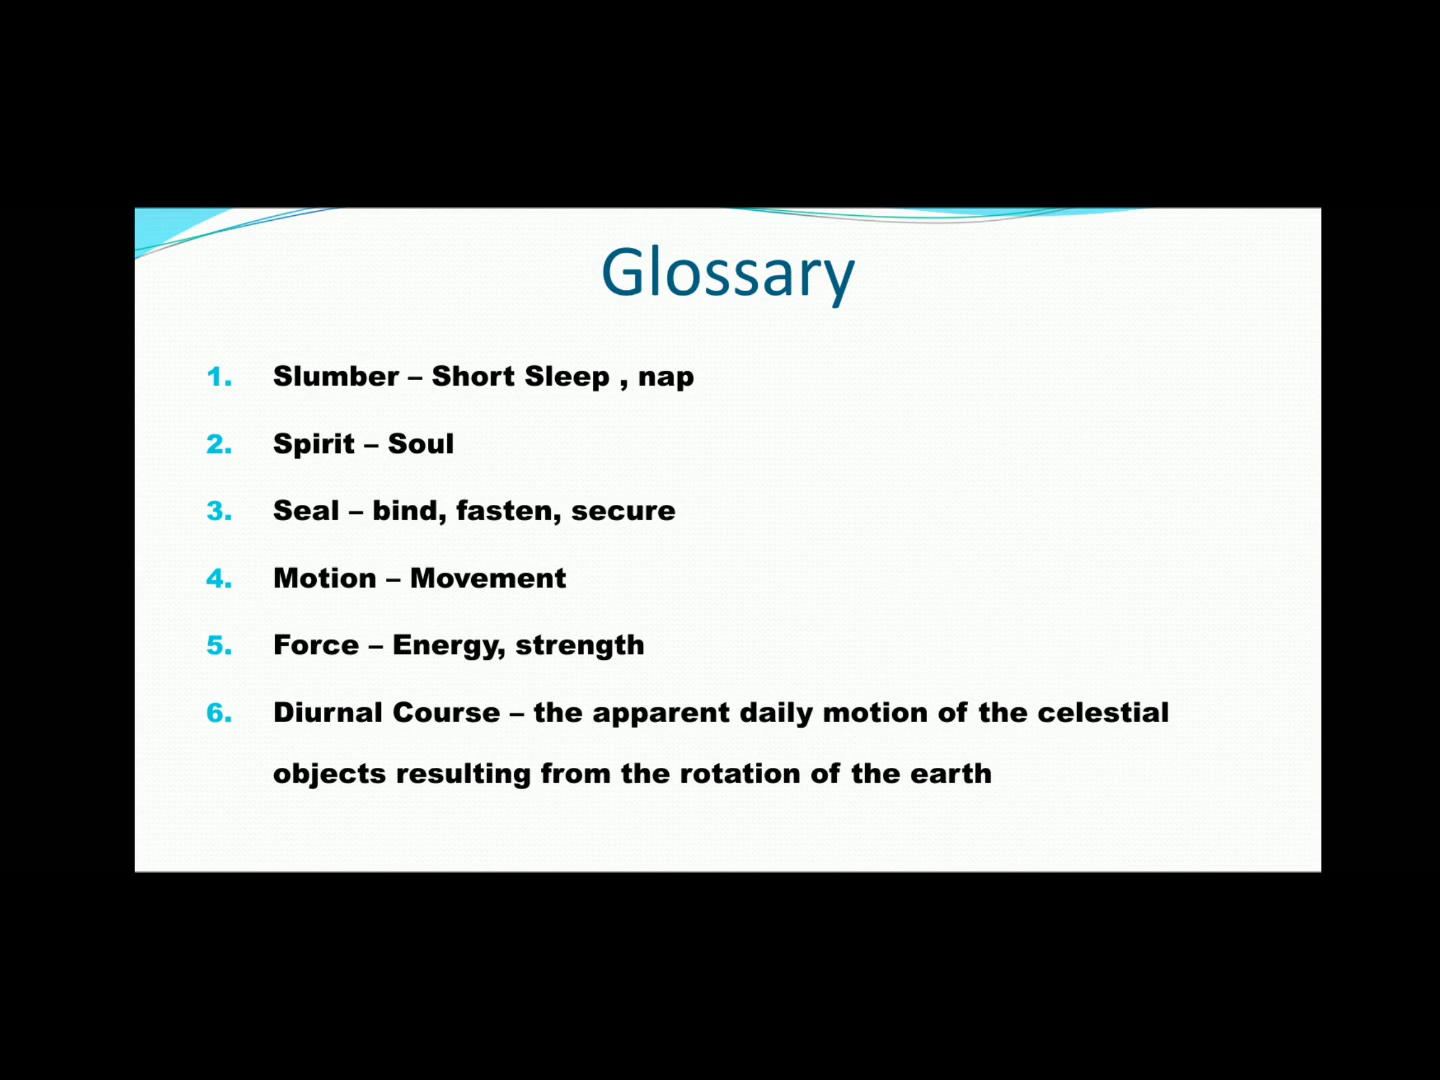 Glossary
1. Slumber – Short Sleep , nap
2. Spirit – Soul
3. Seal – bind, fasten, secure
4. Motion – Movement
5. Force – Energy, strength
6. Diurnal Course – the apparent daily motion of the celestial
objects resulting from the rotation of the earth